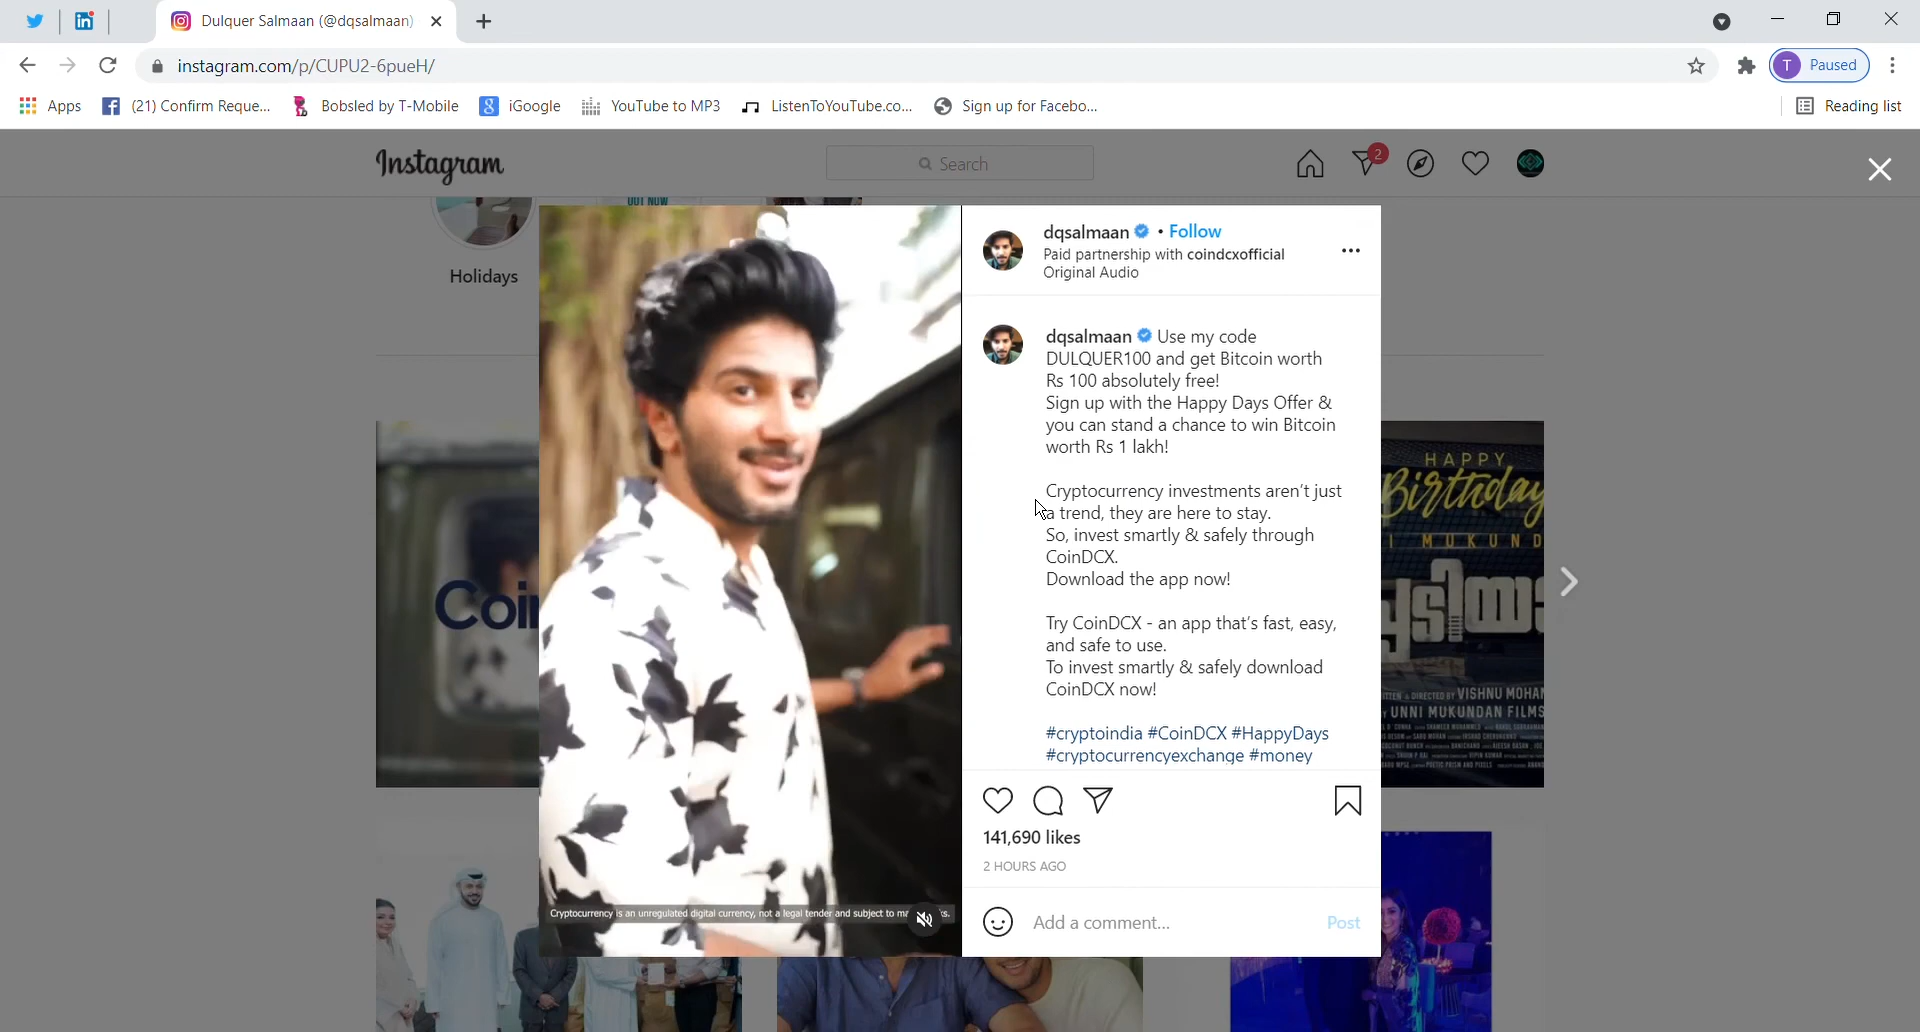 Dulquer Salmaan (@dqsalmaan)
instagram.com/p/CUPU2-6pueH/
T Paused
Apps
(21) Confirm Reque...
Bobsled by T-Mobile
iGoogle
YouTube to MP3
ListenToYouTube.co...
Sign up for Facebo...
Reading list
Instagram
Search
2
OUT NOW
Holidays
dqsalmaan • Follow
Paid partnership with coindcxofficial
Original Audio
dqsalmaan Use my code
DULQUER100 and get Bitcoin worth
Rs 100 absolutely free!
Sign up with the Happy Days Offer &
you can stand a chance to win Bitcoin
worth Rs 1 lakh!
Cryptocurrency investments aren't just
a trend, they are here to stay.
So, invest smartly & safely through
CoinDCX.
Download the app now!
Try CoinDCX - an app that's fast, easy,
and safe to use.
To invest smartly & safely download
CoinDCX now!
#cryptoindia #CoinDCX #HappyDays
#cryptocurrencyexchange #money
141,690 likes
2 HOURS AGO
Add a comment...
Post
Cryptocurrency is an unregulated digital currency, not a legal tender and subject to
Coi
HAPPY
Birthday
I MUKUND
DIRECTED BY VISHNU MOHAN
UNNI MUKUNDAN FILMS